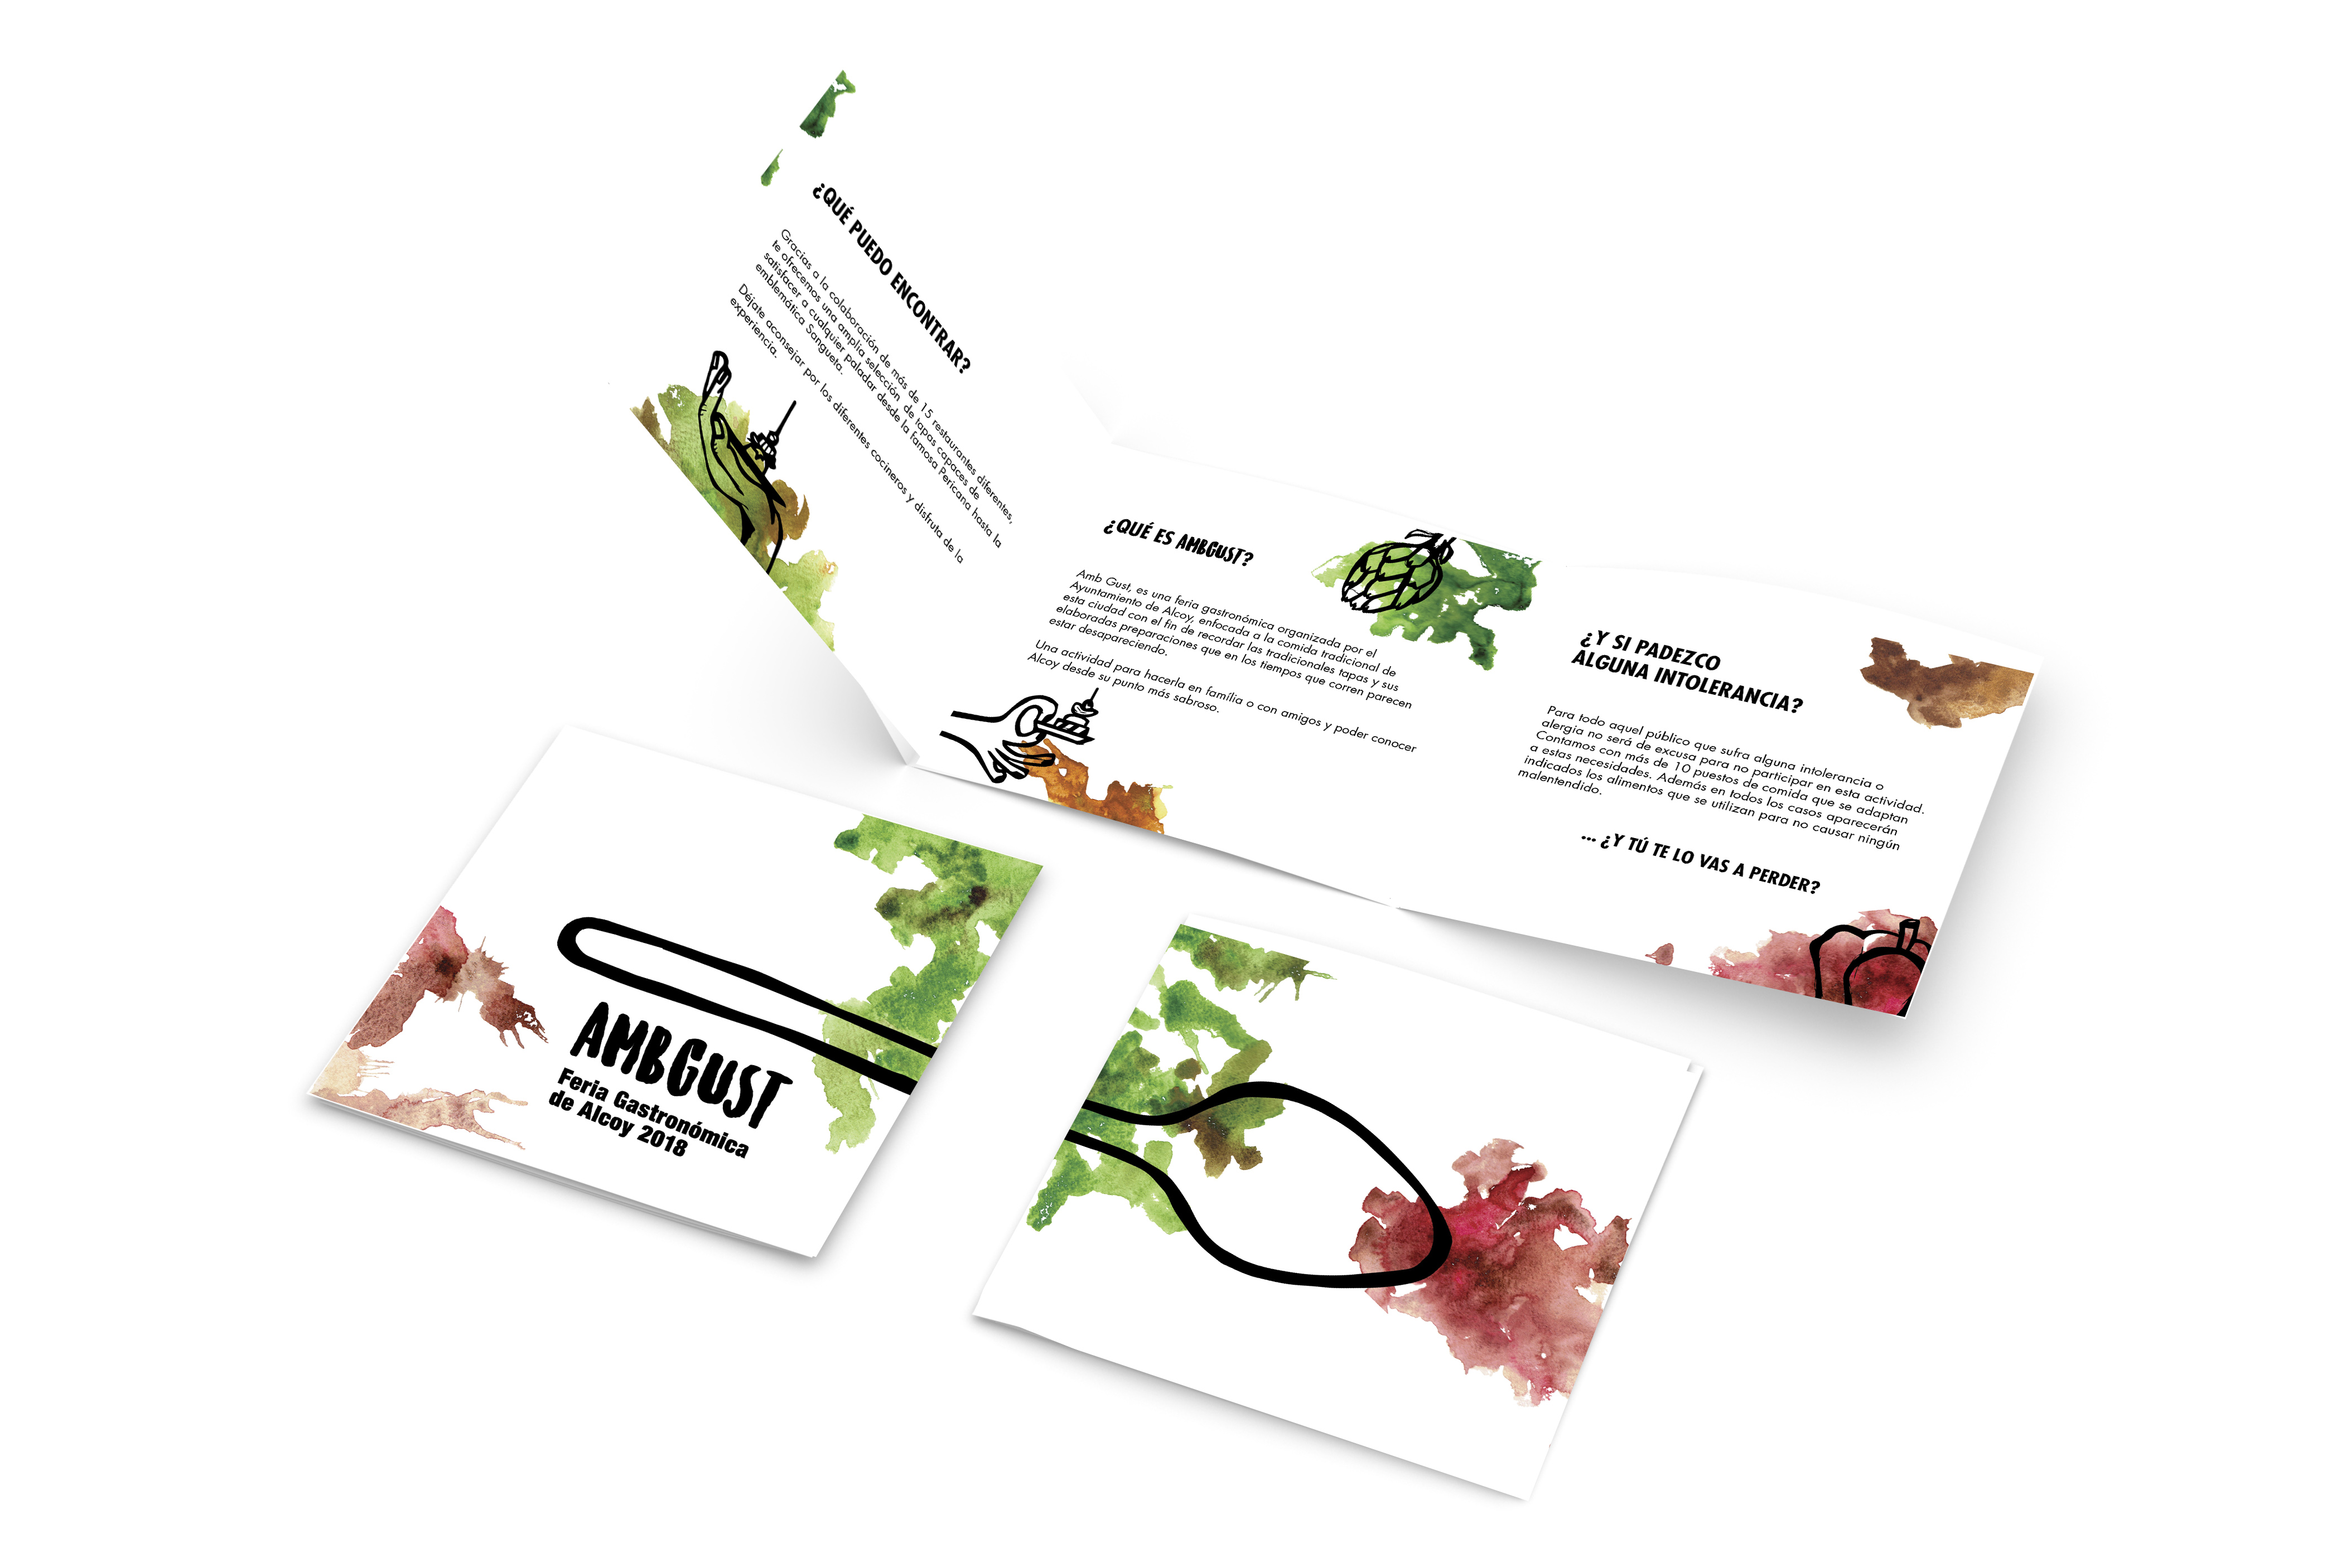 ¿QUÉ PUEDO ENCONTRAR?
Gracias a la colaboración de más de 15 restaurantes diferentes,
te ofrecemos una amplia selección, de tapas capaces de
satisfacer a cualquier paladar desde la famosa Pericana hasta la
emblemática Sangueta.
Déjate aconsejar por los diferentes cocineros y disfruta de la
experiencia.
¿QUÉ ES AMBGUST?
Amb Gust, es una feria gastronómica organizada por el
Ayuntamiento de Alcoy, enfocada a la comida tradicional de
esta ciudad con el fin de recordar las tradicionales tapas y sus
elaboradas preparaciones que en los tiempos que corren parecen
estar desapareciendo.
Una actividad para hacerla en família o con amigos y poder conocer
Alcoy desde su punto más sabroso.
¿Y SI PADEZCO
ALGUNA INTOLERANCIA?
Para todo aquel público que sufra alguna intolerancia o
alergía no será de excusa para no participar en esta actividad.
Contamos con más de 10 puestos de comida que se adaptan
a estas necesidades. Además en todos los casos aparecerán
indicados los alimentos que se utilizan para no causar ningún
malentendido.
... ¿Y TÚ TE LO VAS A PERDER?
AMBGUST
Feria Gastronómica
de Alcoy 2018